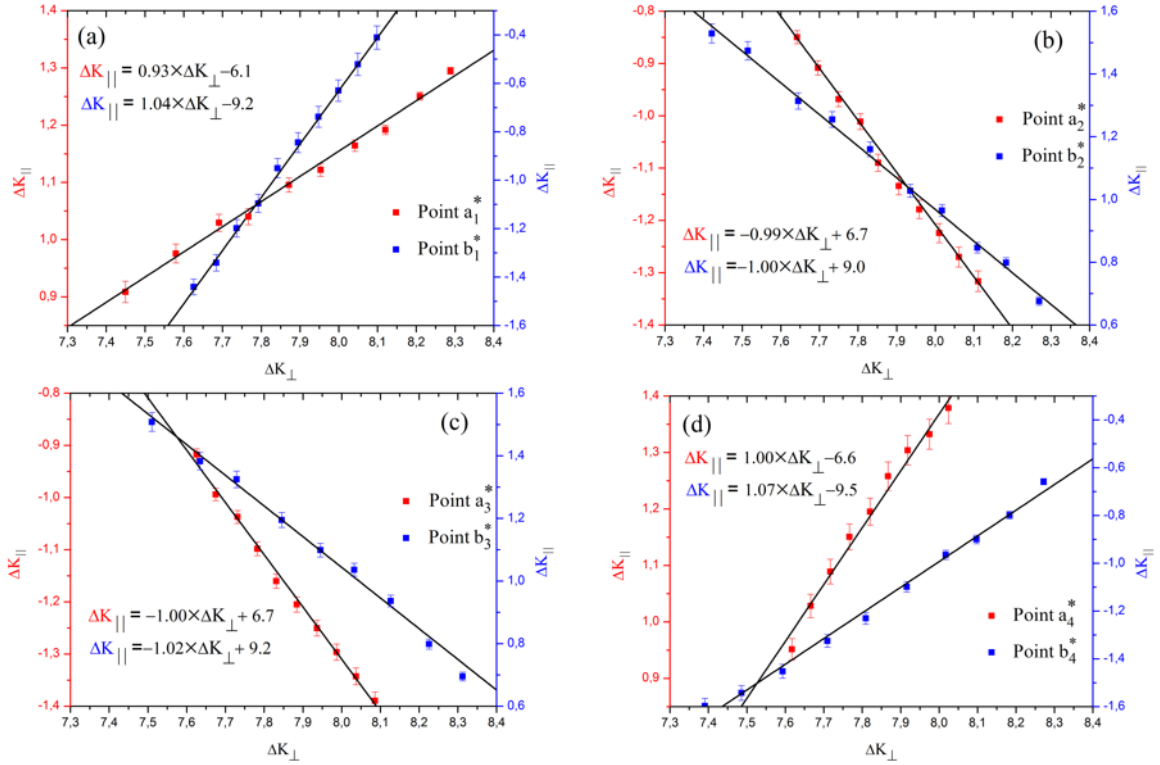 (a)
ΔK|| = 0.93×ΔK⊥−6.1
ΔK|| = 1.04×ΔK⊥−9.2
Point a₁*
Point b₁*
1,4
1,3
1,2
1,1
1,0
0,9
ΔK||
-0,2
-0,4
-0,6
-0,8
-1,0
-1,2
-1,4
-1,6
ΔK||
7,3 7,4 7,5 7,6 7,7 7,8 7,9 8,0 8,1 8,2 8,3 8,4
ΔK⊥
(b)
Point a₂*
Point b₂*
ΔK|| = −0.99×ΔK⊥+ 6.7
ΔK|| = −1.00×ΔK⊥+ 9.0
-0,8
-0,9
-1,0
-1,1
-1,2
-1,3
-1,4
ΔK||
1,6
1,4
1,2
1,0
0,8
0,6
ΔK||
7,3 7,4 7,5 7,6 7,7 7,8 7,9 8,0 8,1 8,2 8,3 8,4
ΔK⊥
(c)
Point a₃*
Point b₃*
ΔK|| = −1.00×ΔK⊥+ 6.7
ΔK|| = −1.02×ΔK⊥+ 9.2
-0,8
-0,9
-1,0
-1,1
-1,2
-1,3
-1,4
ΔK||
1,6
1,4
1,2
1,0
0,8
0,6
ΔK||
7,3 7,4 7,5 7,6 7,7 7,8 7,9 8,0 8,1 8,2 8,3 8,4
ΔK⊥
(d)
ΔK|| = 1.00×ΔK⊥−6.6
ΔK|| = 1.07×ΔK⊥−9.5
Point a₄*
Point b₄*
1,4
1,3
1,2
1,1
1,0
0,9
ΔK||
-0,4
-0,6
-0,8
-1,0
-1,2
-1,4
-1,6
ΔK||
7,3 7,4 7,5 7,6 7,7 7,8 7,9 8,0 8,1 8,2 8,3 8,4
ΔK⊥